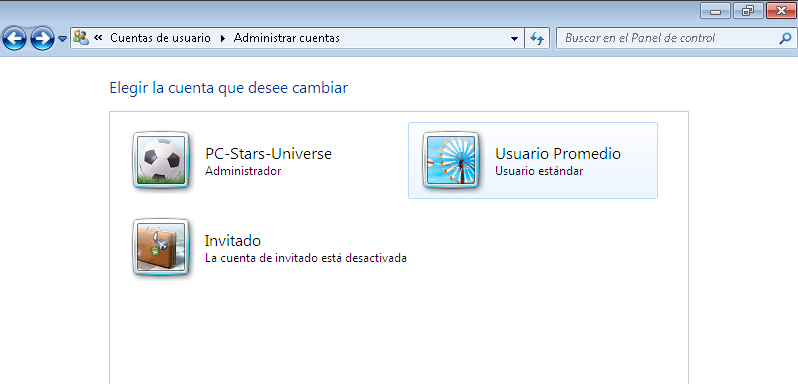 « Cuentas de usuario ▸ Administrar cuentas
Buscar en el Panel de control
Elegir la cuenta que desee cambiar
PC-Stars-Universe
Administrador
Usuario Promedio
Usuario estándar
Invitado
La cuenta de invitado está desactivada